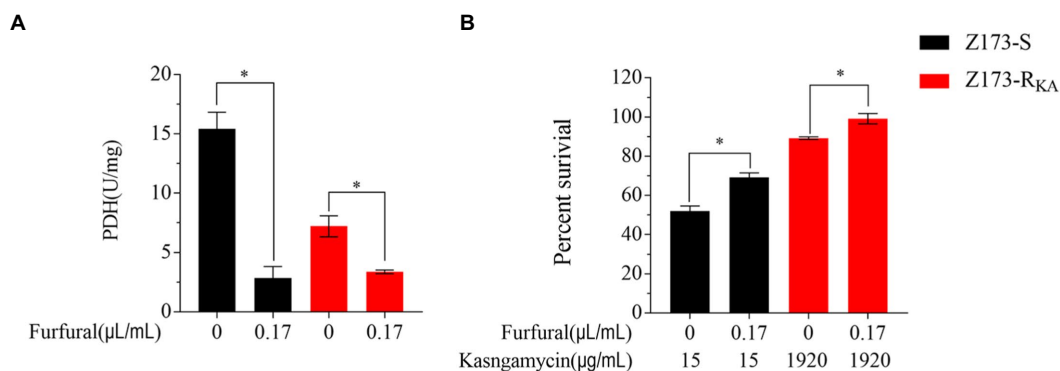 A
20
15
10
5
0
PDH(U/mg)
*
*
Furfural(μL/mL) 0 0.17 0 0.17
B
120
100
80
60
40
20
0
Percent surivial
*
*
Furfural(μL/mL) 0 0.17 0 0.17
Kasngamycin(μg/mL) 15 15 1920 1920
Z173-S
Z173-RKA